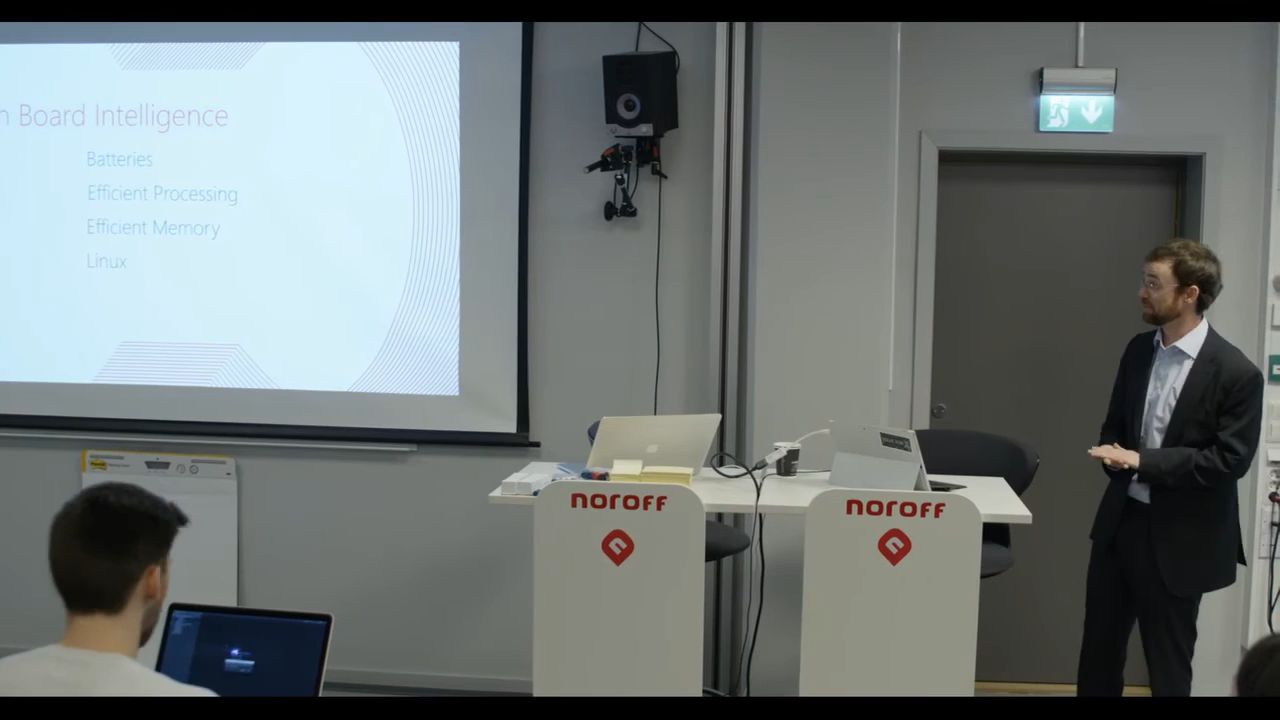 n Board Intelligence
Batteries
Efficient Processing
Efficient Memory
Linux
noroff
noroff